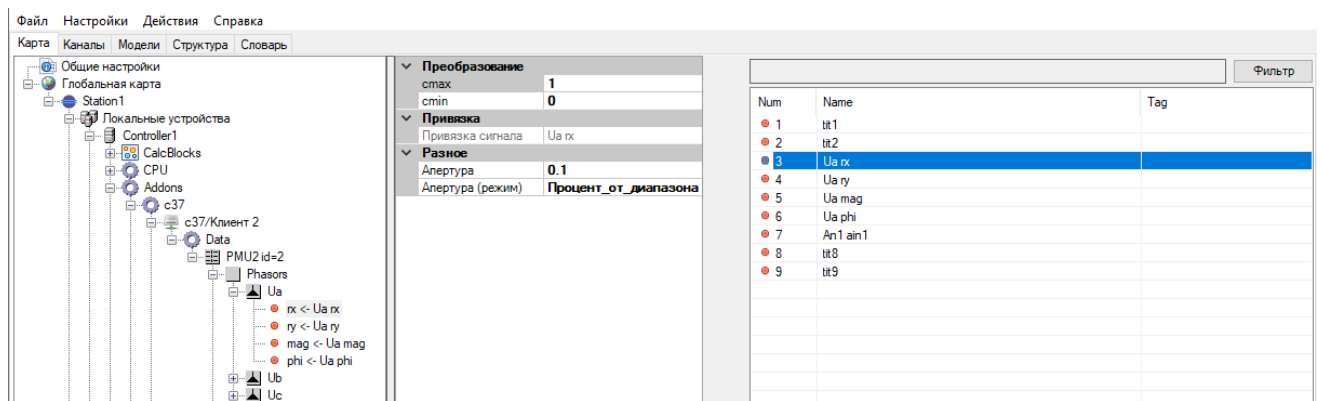 Файл Настройки Действия Справка
Карта Каналы Модели Структура Словарь
Общие настройки
Глобальная карта
Station1
Локальные устройства
Controller1
CalcBlocks
CPU
Addons
c37
c37/Клиент 2
Data
PMU2 id=2
Phasors
Ua
rx <- Ua rx
ry <- Ua ry
mag <- Ua mag
phi <- Ua phi
Ub
Uc
Преобразование
cmax 1
cmin 0
Привязка
Привязка сигнала Ua rx
Разное
Апертура 0.1
Апертура (режим) Процент_от_диапазона
Фильтр
Num Name Tag
1 tit1
2 tit2
3 Ua rx
4 Ua ry
5 Ua mag
6 Ua phi
7 An1 ain1
8 tit8
9 tit9